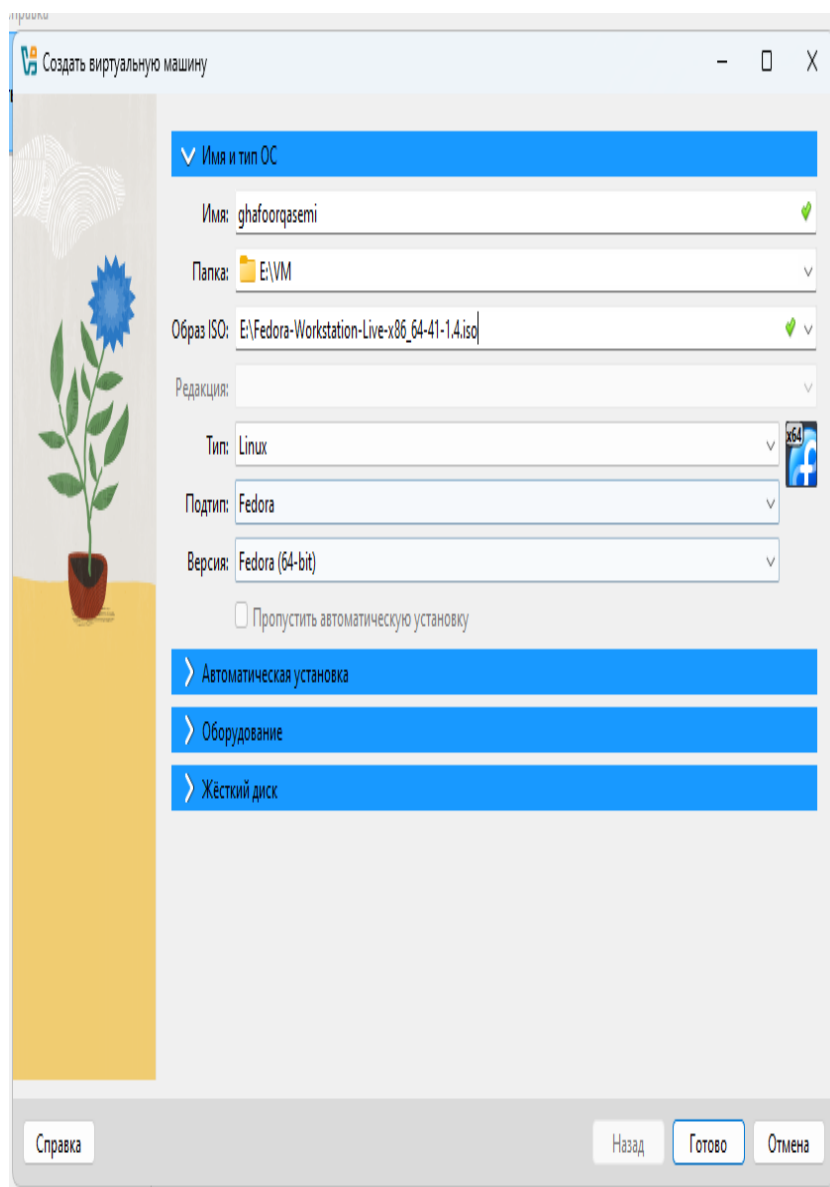 Создать виртуальную машину
Имя и тип ОС
Имя: ghafoorqasemi
Папка: E:\VM
Образ ISO: E:\Fedora-Workstation-Live-x86_64-41-1.4.iso
Редакция:
Тип: Linux
x64
Подтип: Fedora
Версия: Fedora (64-bit)
Пропустить автоматическую установку
Автоматическая установка
Оборудование
Жёсткий диск
Справка Назад Готово Отмена